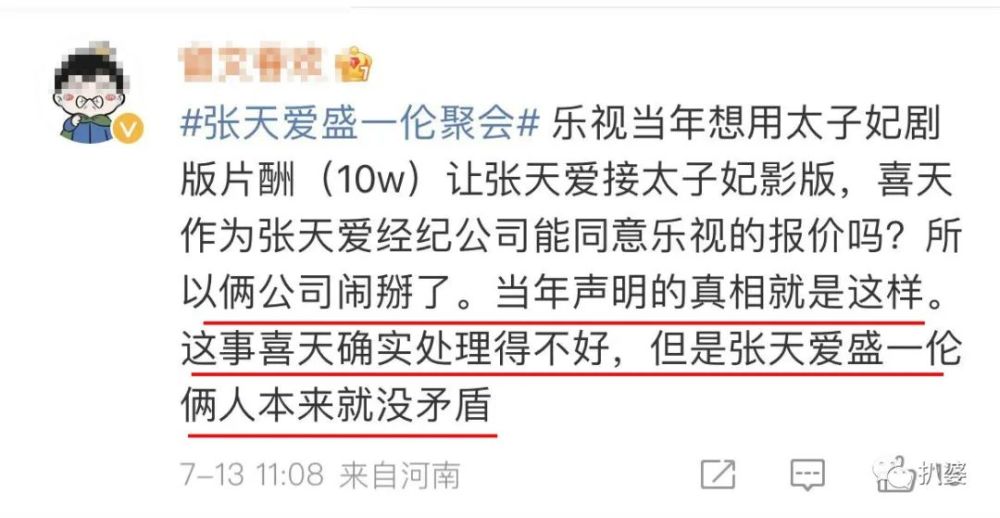 #张天爱盛一伦聚会# 乐视当年想用太子妃剧
版片酬（10w）让张天爱接太子妃影版，喜天
作为张天爱经纪公司能同意乐视的报价吗？所
以俩公司闹掰了。当年声明的真相就是这样。
这事喜天确实处理得不好，但是张天爱盛一伦
俩人本来就没矛盾
7-13 11:08 来自河南
扒婆